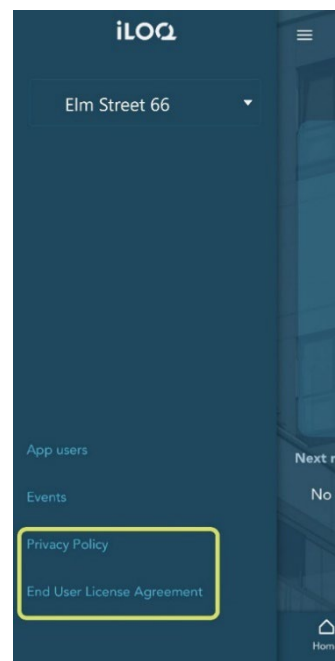 iLOQ
Elm Street 66
App users
Events
Privacy Policy
End User License Agreement
Next r
No
Hom